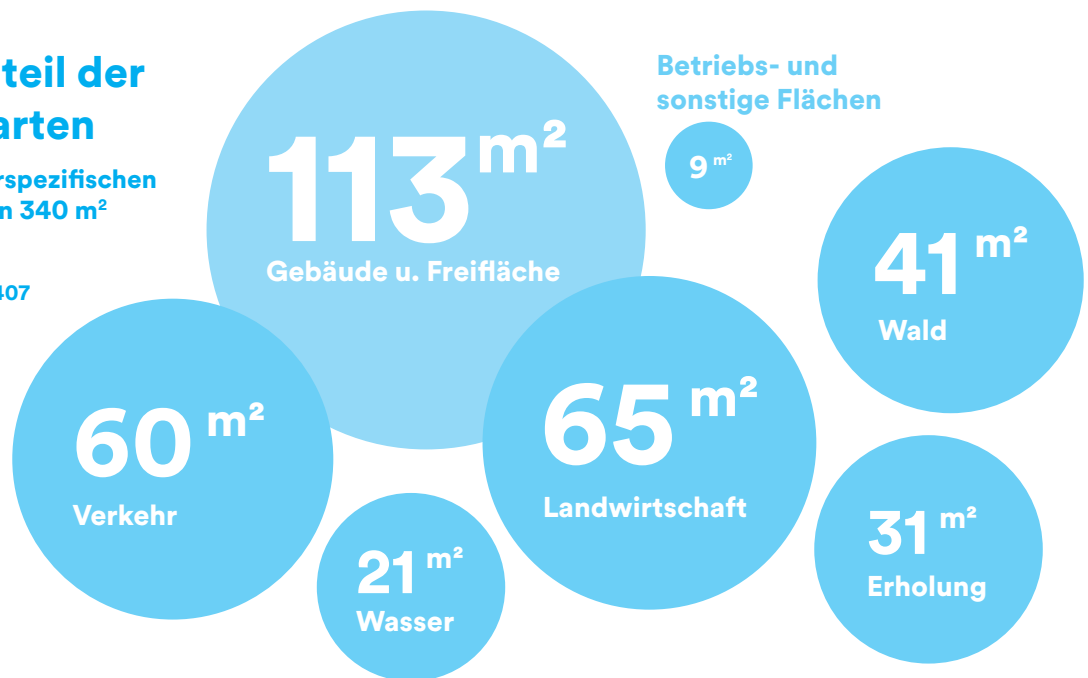 teil der
arten
rspezifischen
n 340 m²
407
113 m²
Gebäude u. Freifläche
Betriebs- und
sonstige Flächen
9 m²
41 m²
Wald
60 m²
Verkehr
65 m²
Landwirtschaft
21 m²
Wasser
31 m²
Erholung